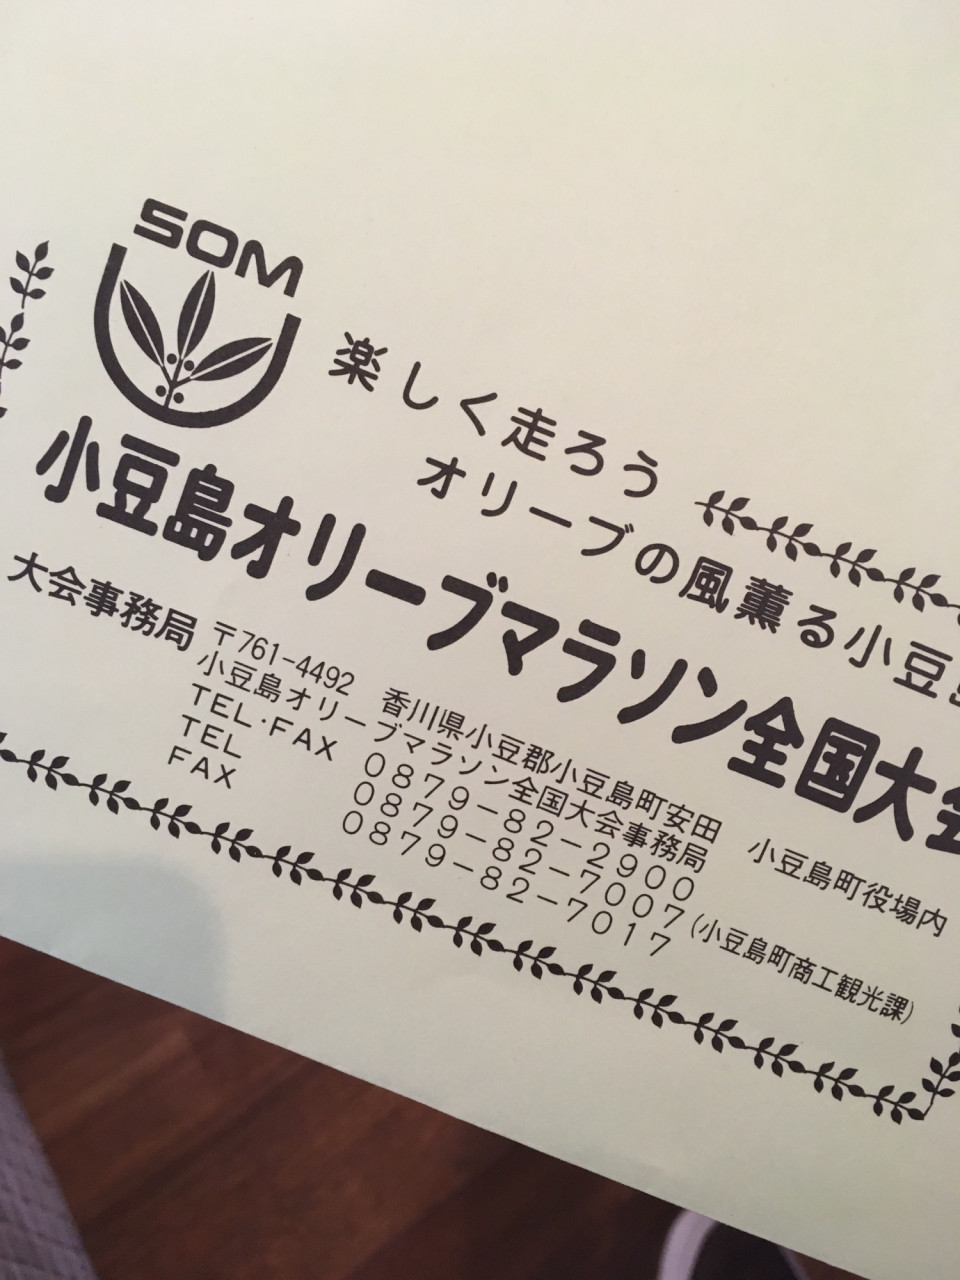 SOM
楽しく走ろう
オリーブの風薫る小豆島
小豆島オリーブマラソン全国大会
大会事務局
〒761-4492 香川県小豆郡小豆島町安田 小豆島町役場内
小豆島オリーブマラソン全国大会事務局
TEL・FAX 0879-82-2900
TEL 0879-82-7007(小豆島町商工観光課)
FAX 0879-82-7017